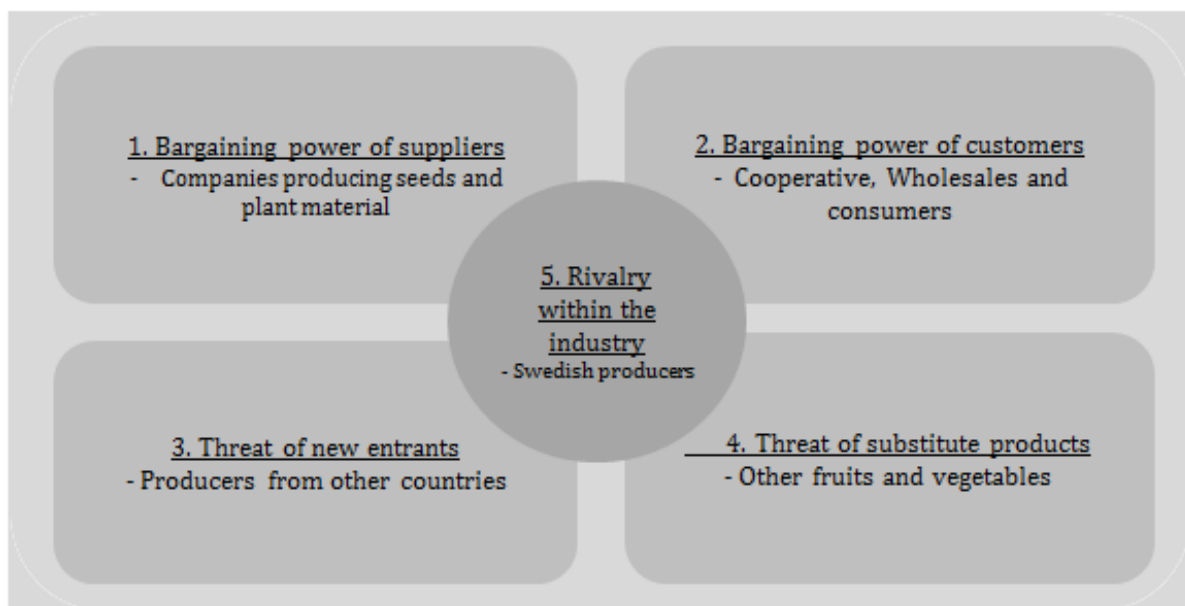 1. Bargaining power of suppliers
- Companies producing seeds and
plant material
2. Bargaining power of customers
- Cooperative, Wholesales and
consumers
5. Rivalry
within the
industry
- Swedish producers
3. Threat of new entrants
- Producers from other countries
4. Threat of substitute products
- Other fruits and vegetables